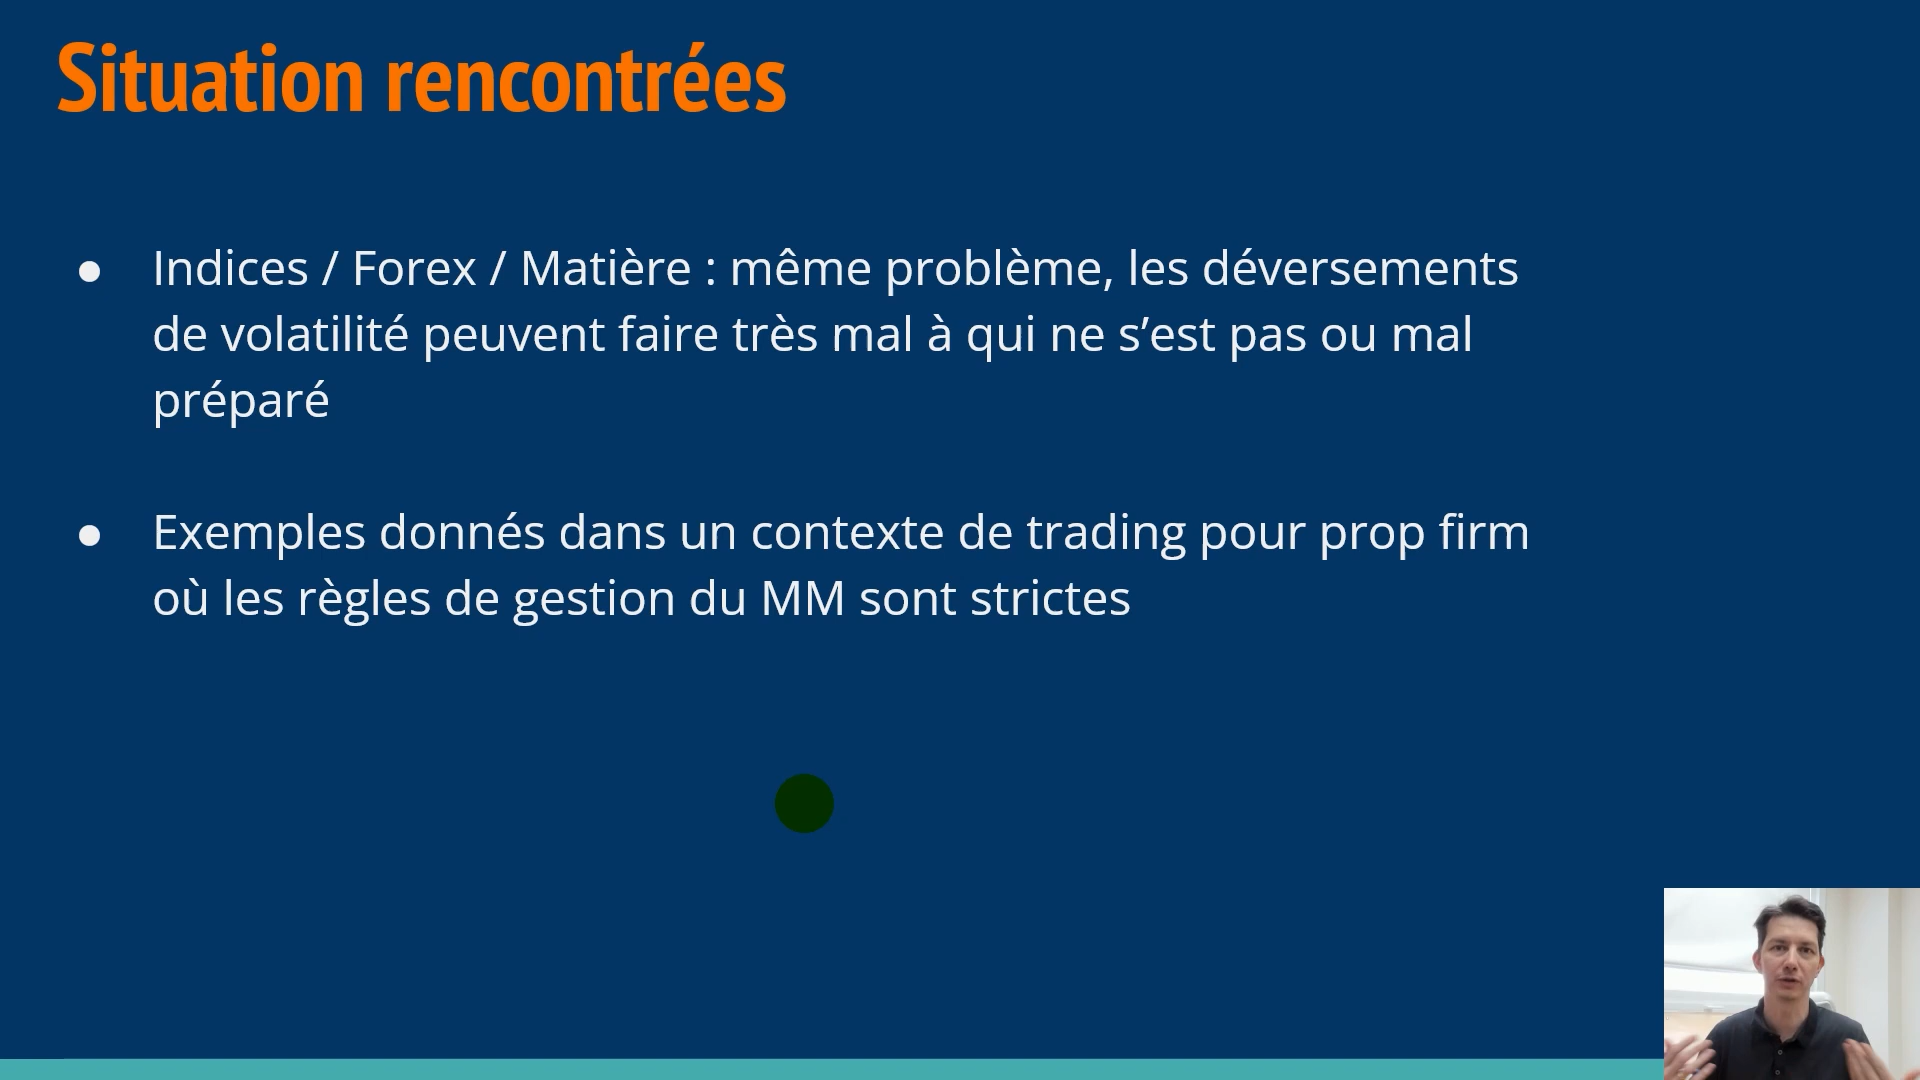 Situation rencontrées
● Indices / Forex / Matière : même problème, les déversements
de volatilité peuvent faire très mal à qui ne s’est pas ou mal
préparé
● Exemples donnés dans un contexte de trading pour prop firm
où les règles de gestion du MM sont strictes